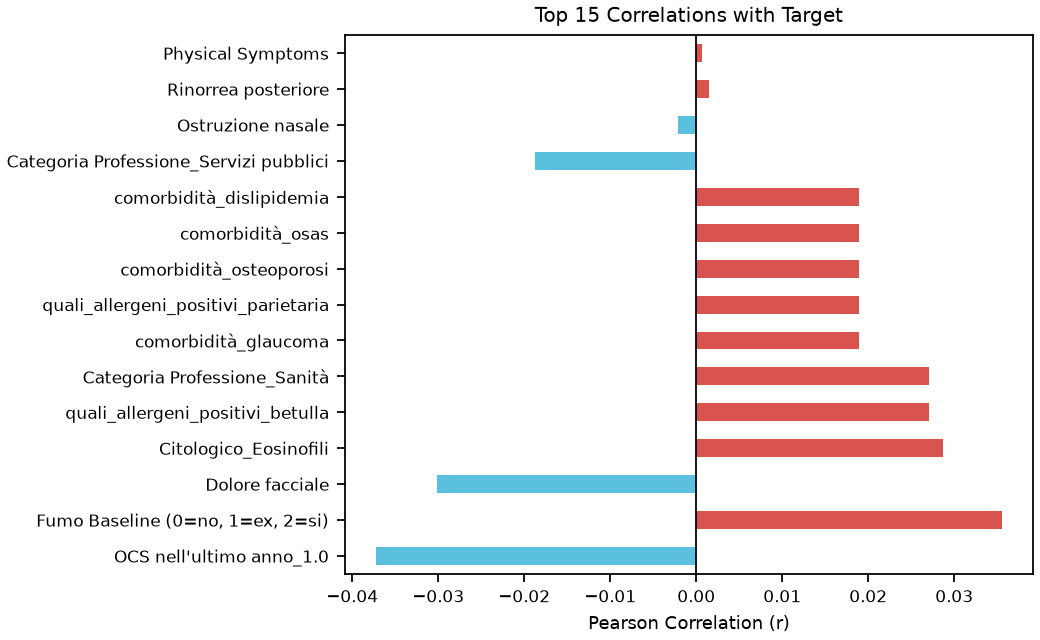 Top 15 Correlations with Target
Physical Symptoms
Rinorrea posteriore
Ostruzione nasale
Categoria Professione_Servizi pubblici
comorbidità_dislipidemia
comorbidità_osas
comorbidità_osteoporosi
quali_allergeni_positivi_parietaria
comorbidità_glaucoma
Categoria Professione_Sanità
quali_allergeni_positivi_betulla
Citologico_Eosinofili
Dolore facciale
Fumo Baseline (0=no, 1=ex, 2=si)
OCS nell'ultimo anno_1.0
−0.04 −0.03 −0.02 −0.01 0.00 0.01 0.02 0.03
Pearson Correlation (r)